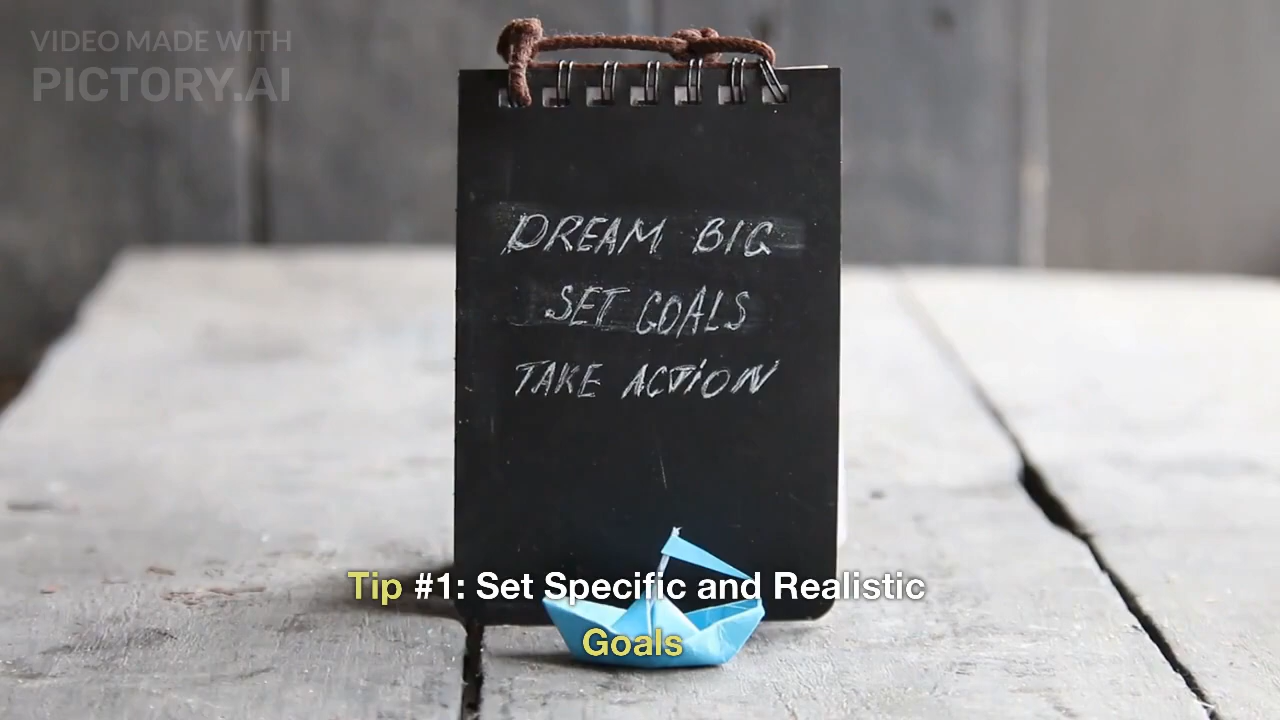 VIDEO MADE WITH
PICTORY.AI
DREAM BIG
SET GOALS
TAKE ACTION
Tip #1: Set Specific and Realistic
Goals